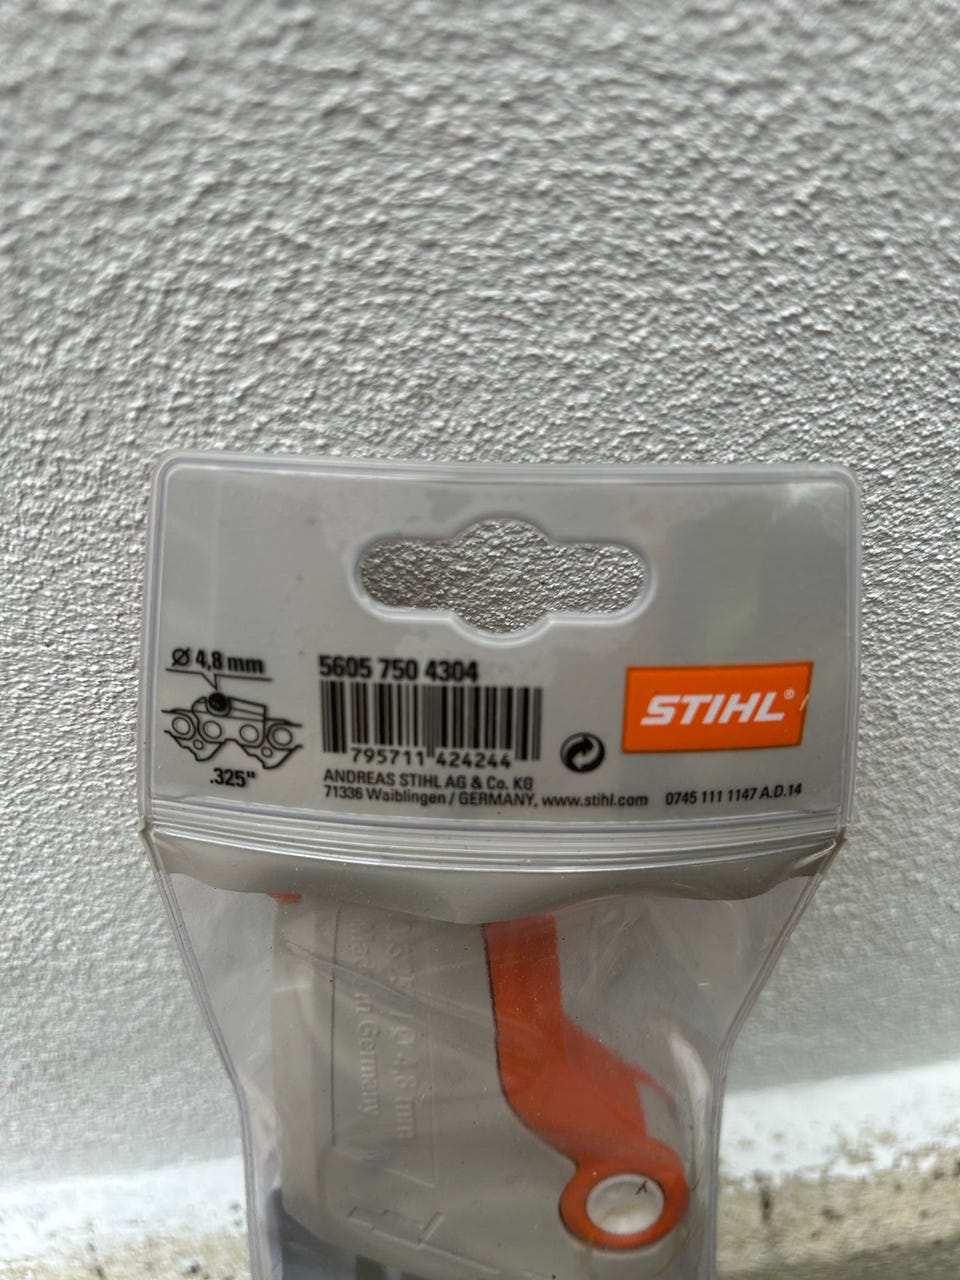 Ø 4,8 mm
.325"
5605 750 4304
795711 424244
ANDREAS STIHL AG & Co. KG
71336 Waiblingen / GERMANY, www.stihl.com
0745 111 1147 A.D.14
STIHL®
Ø 4,8 mm
Made in Germany